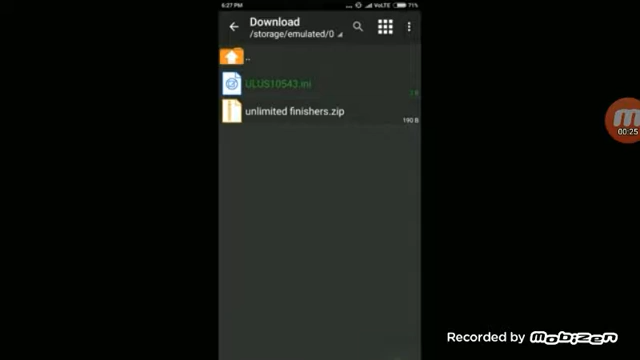 6:27 PM
... VoLTE 71%
Download
/storage/emulated/0
..
ULUS10543.ini
unlimited finishers.zip
190 B
00:25
Recorded by Mobizen